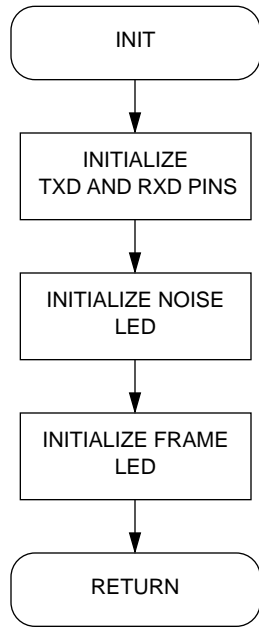 INIT
INITIALIZE
TXD AND RXD PINS
INITIALIZE NOISE
LED
INITIALIZE FRAME
LED
RETURN